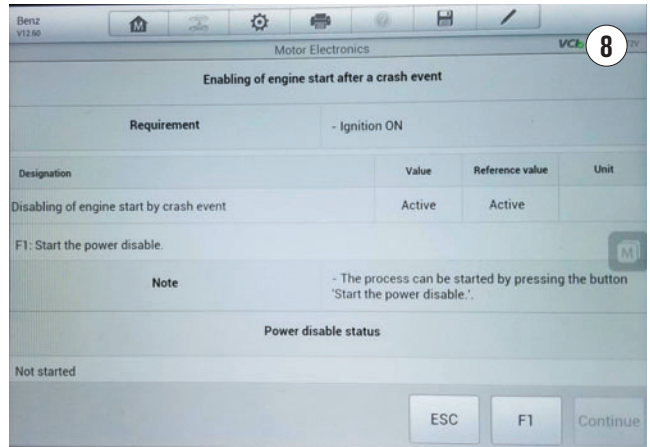 Benz
V12.60
Motor Electronics
VCI
8
2V
Enabling of engine start after a crash event
Requirement
- Ignition ON
Designation Value Reference value Unit
Disabling of engine start by crash event Active Active
F1: Start the power disable.
M
Note
- The process can be started by pressing the button
'Start the power disable.'.
Power disable status
Not started
ESC F1 Continue